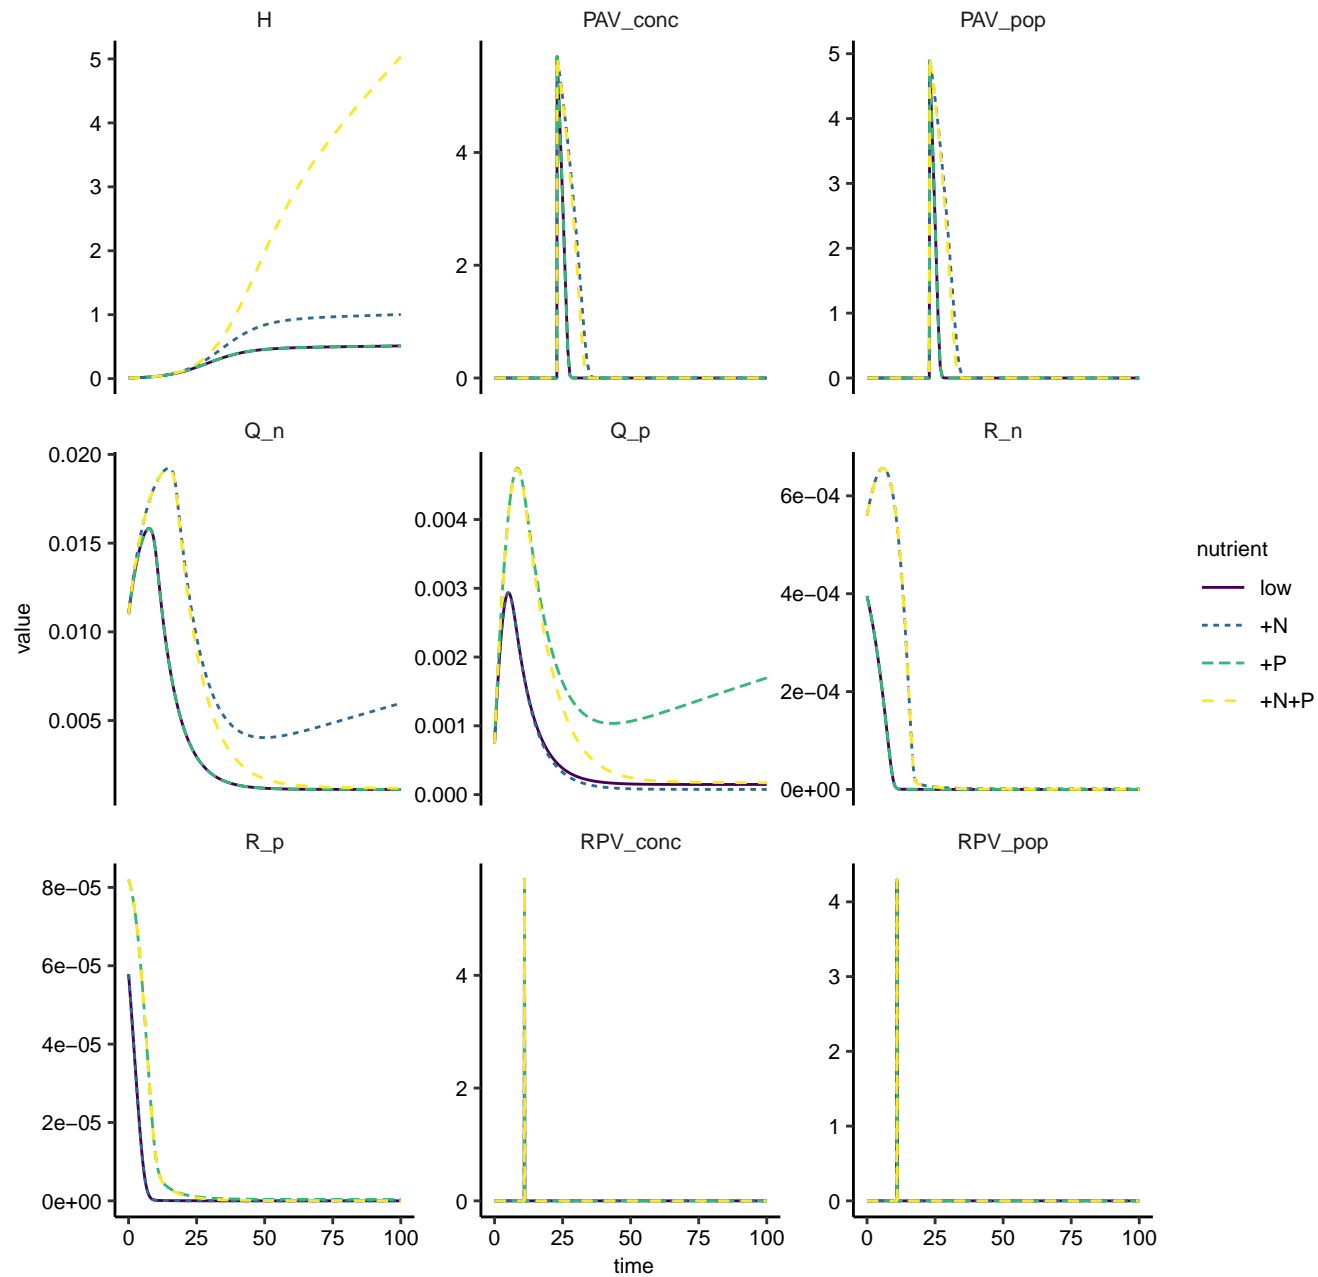 H
PAV_conc
PAV_pop
5
4
3
2
1
0
4
2
0
5
4
3
2
1
0
Q_n
Q_p
R_n
0.020
0.015
0.010
0.005
0.004
0.003
0.002
0.001
0.000
6e−04
4e−04
2e−04
0e+00
R_p
RPV_conc
RPV_pop
8e−05
6e−05
4e−05
2e−05
0e+00
4
2
0
4
3
2
1
0
0 25 50 75 100
0 25 50 75 100
0 25 50 75 100
time
value
nutrient
low
+N
+P
+N+P